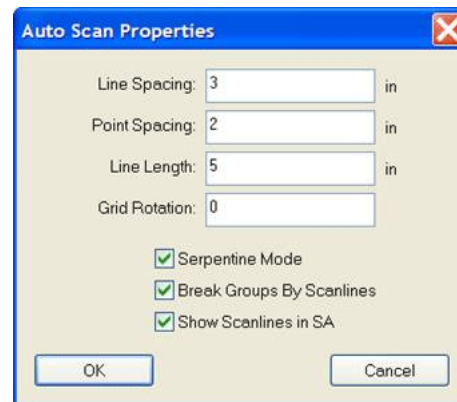 Auto Scan Properties
Line Spacing: 3 in
Point Spacing: 2 in
Line Length: 5 in
Grid Rotation: 0
Serpentine Mode
Break Groups By Scanlines
Show Scanlines in SA
OK Cancel